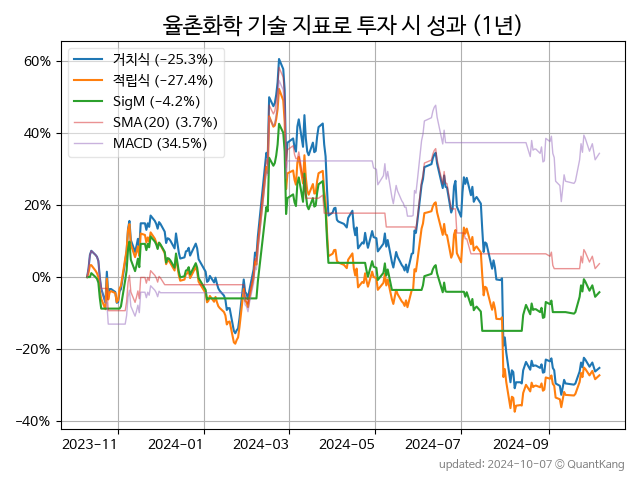 율촌화학 기술 지표로 투자 시 성과 (1년)
거치식 (-25.3%)
적립식 (-27.4%)
SigM (-4.2%)
SMA(20) (3.7%)
MACD (34.5%)
60%
40%
20%
0%
-20%
-40%
2023-11 2024-01 2024-03 2024-05 2024-07 2024-09
updated: 2024-10-07 © QuantKang